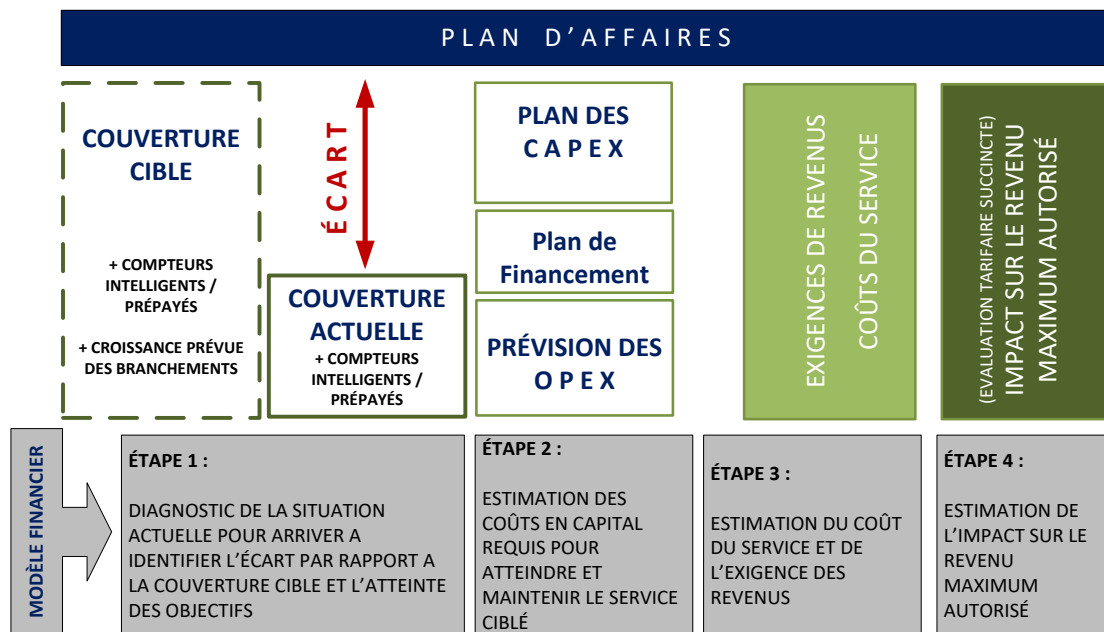 PLAN D'AFFAIRES
COUVERTURE
CIBLE
+ COMPTEURS
INTELLIGENTS /
PRÉPAYÉS
+ CROISSANCE PRÉVUE
DES BRANCHEMENTS
ÉCART
COUVERTURE
ACTUELLE
+ COMPTEURS
INTELLIGENTS /
PRÉPAYÉS
PLAN DES
CAPEX
Plan de
Financement
PRÉVISION DES
OPEX
EXIGENCES DE REVENUS
COÛTS DU SERVICE
(EVALUATION TARIFAIRE SUCCINCTE)
IMPACT SUR LE REVENU
MAXIMUM AUTORISÉ
MODÈLE FINANCIER
ÉTAPE 1 :
DIAGNOSTIC DE LA SITUATION
ACTUELLE POUR ARRIVER A
IDENTIFIER L'ÉCART PAR RAPPORT A
LA COUVERTURE CIBLE ET L'ATTEINTE
DES OBJECTIFS
ÉTAPE 2 :
ESTIMATION DES
COÛTS EN CAPITAL
REQUIS POUR
ATTEINDRE ET
MAINTENIR LE SERVICE
CIBLÉ
ÉTAPE 3 :
ESTIMATION DU COÛT
DU SERVICE ET DE
L'EXIGENCE DES
REVENUS
ÉTAPE 4 :
ESTIMATION DE
L'IMPACT SUR LE
REVENU
MAXIMUM
AUTORISÉ